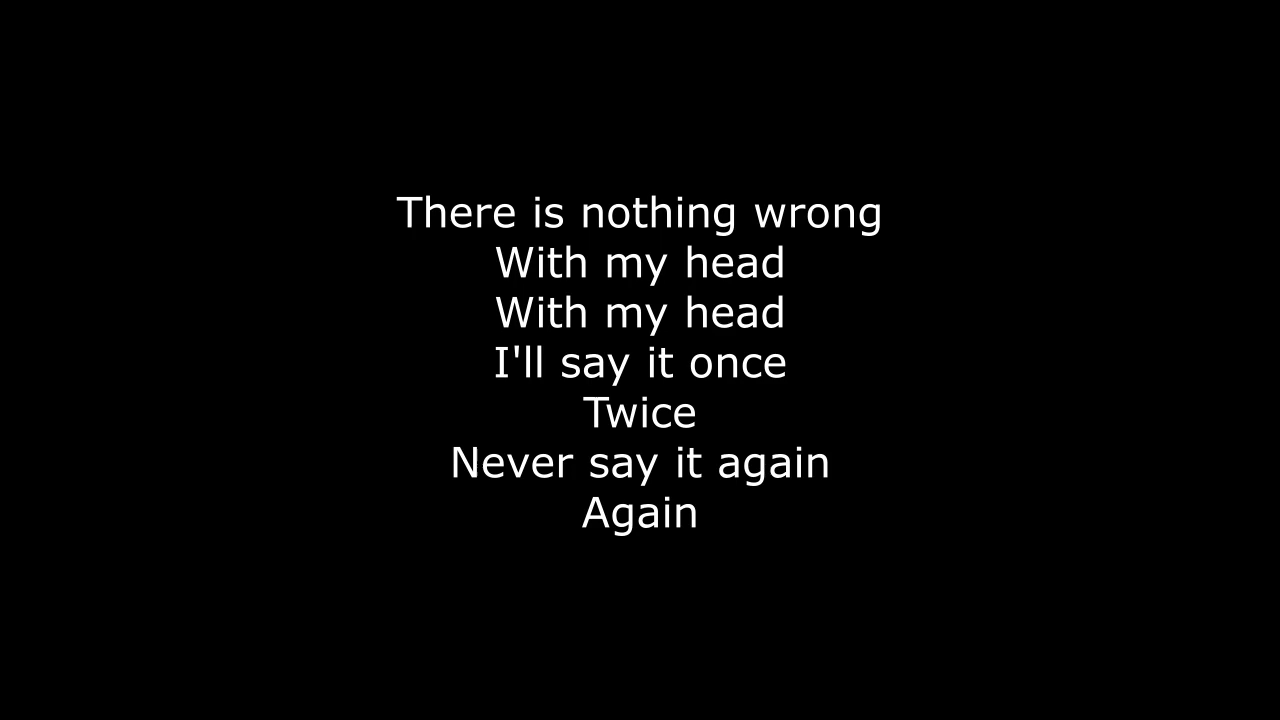 There is nothing wrong
With my head
With my head
I'll say it once
Twice
Never say it again
Again